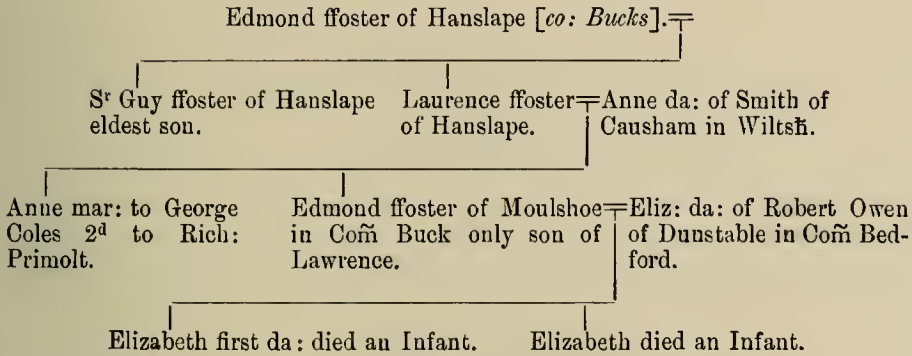 Edmond ffoster of Hanslape [co: Bucks].
Sʳ Guy ffoster of Hanslape
eldest son.
Laurence ffoster
of Hanslape.
Anne da: of Smith of
Causham in Wiltsħ.
Anne mar: to George
Coles 2ᵈ to Rich:
Primolt.
Edmond ffoster of Moulshoe
in Com̃ Buck only son of
Lawrence.
Eliz: da: of Robert Owen
of Dunstable in Com̃ Bed-
ford.
Elizabeth first da: died an Infant.
Elizabeth died an Infant.